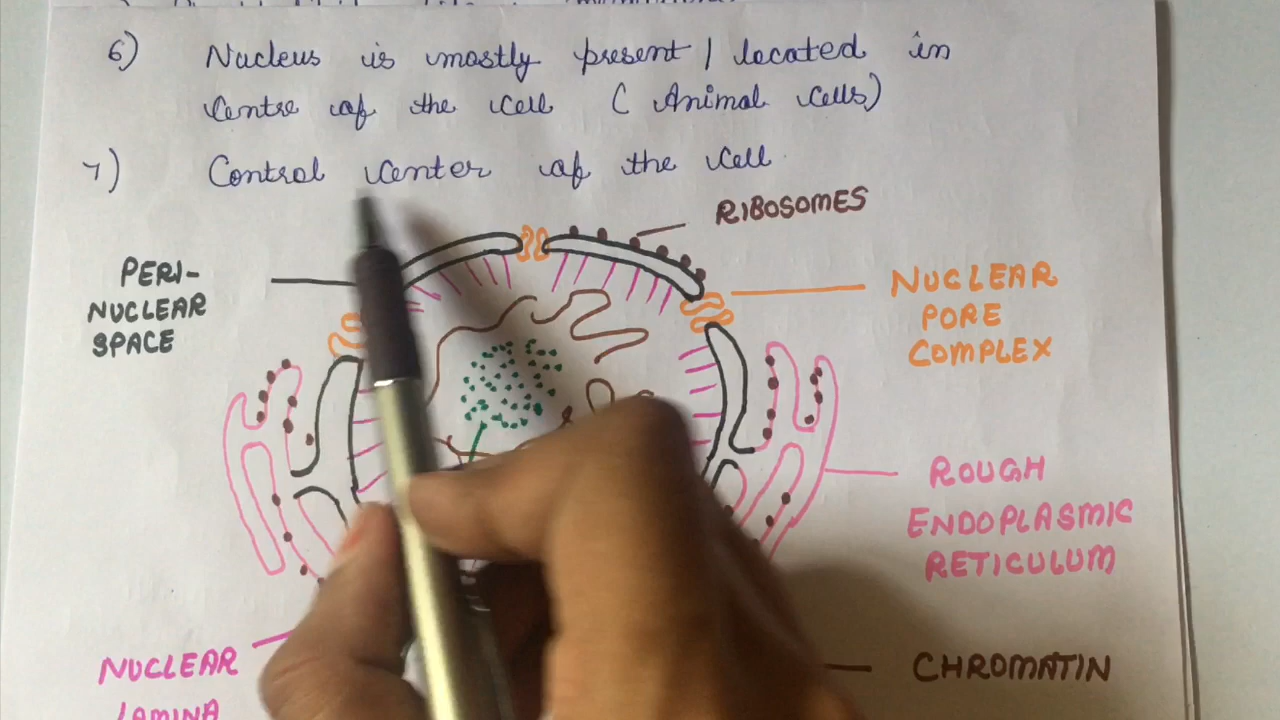 6) Nucleus is mostly present / located in
Centre of the cell ( Animal cells)
7) Control center of the cell.
RIBOSOMES
PERI-
NUCLEAR
SPACE
NUCLEAR
PORE
COMPLEX
ROUGH
ENDOPLASMIC
RETICULUM
NUCLEAR
LAMINA
CHROMATIN